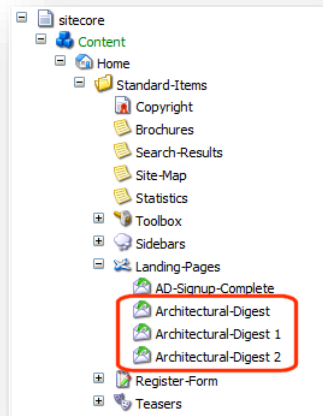 sitecore
Content
Home
Standard-Items
Copyright
Brochures
Search-Results
Site-Map
Statistics
Toolbox
Sidebars
Landing-Pages
AD-Signup-Complete
Architectural-Digest
Architectural-Digest 1
Architectural-Digest 2
Register-Form
Teasers